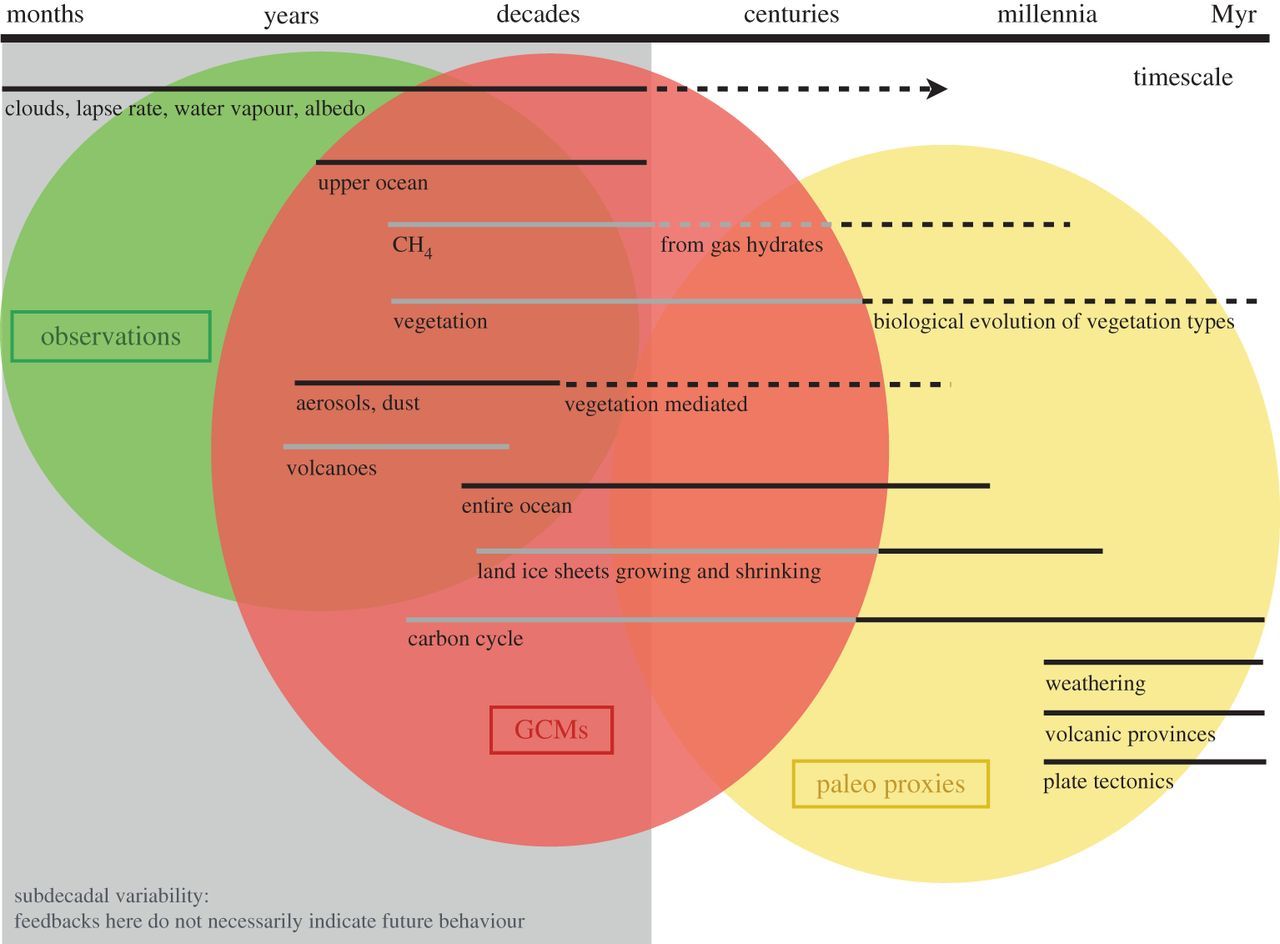 months years decades centuries millennia Myr
timescale
clouds, lapse rate, water vapour, albedo
upper ocean
CH4 from gas hydrates
vegetation biological evolution of vegetation types
observations
aerosols, dust vegetation mediated
volcanoes
entire ocean
land ice sheets growing and shrinking
carbon cycle
weathering
GCMs
volcanic provinces
paleo proxies
plate tectonics
subdecadal variability:
feedbacks here do not necessarily indicate future behaviour